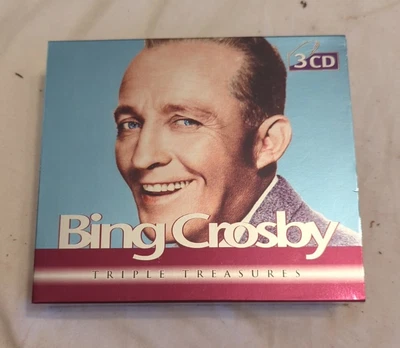 3CD
Bing Crosby
TRIPLE TREASURES